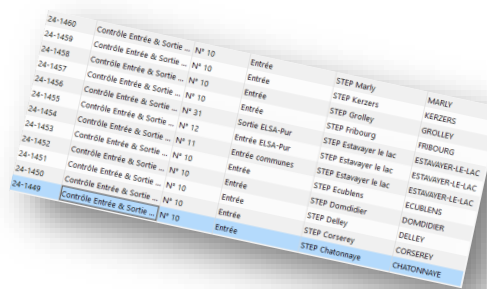 24-1460 Contrôle Entrée & Sortie ... N° 10 Entrée STEP Marly MARLY
24-1459 Contrôle Entrée & Sortie ... N° 10 Entrée STEP Kerzers KERZERS
24-1458 Contrôle Entrée & Sortie ... N° 10 Entrée STEP Grolley GROLLEY
24-1457 Contrôle Entrée & Sortie ... N° 10 Entrée STEP Fribourg FRIBOURG
24-1456 Contrôle Entrée & Sortie ... N° 31 Sortie ELSA-Pur STEP Estavayer le lac ESTAVAYER-LE-LAC
24-1455 Contrôle Entrée & Sortie ... N° 12 Entrée ELSA-Pur STEP Estavayer le lac ESTAVAYER-LE-LAC
24-1454 Contrôle Entrée & Sortie ... N° 11 Entrée communes STEP Estavayer le lac ESTAVAYER-LE-LAC
24-1453 Contrôle Entrée & Sortie ... N° 10 Entrée STEP Ecublens ECUBLENS
24-1452 Contrôle Entrée & Sortie ... N° 10 Entrée STEP Domdidier DOMDIDIER
24-1451 Contrôle Entrée & Sortie ... N° 10 Entrée STEP Delley DELLEY
24-1450 Contrôle Entrée & Sortie ... N° 10 Entrée STEP Corserey CORSEREY
24-1449 Contrôle Entrée & Sortie ... N° 10 Entrée STEP Chatonnaye CHATONNAYE